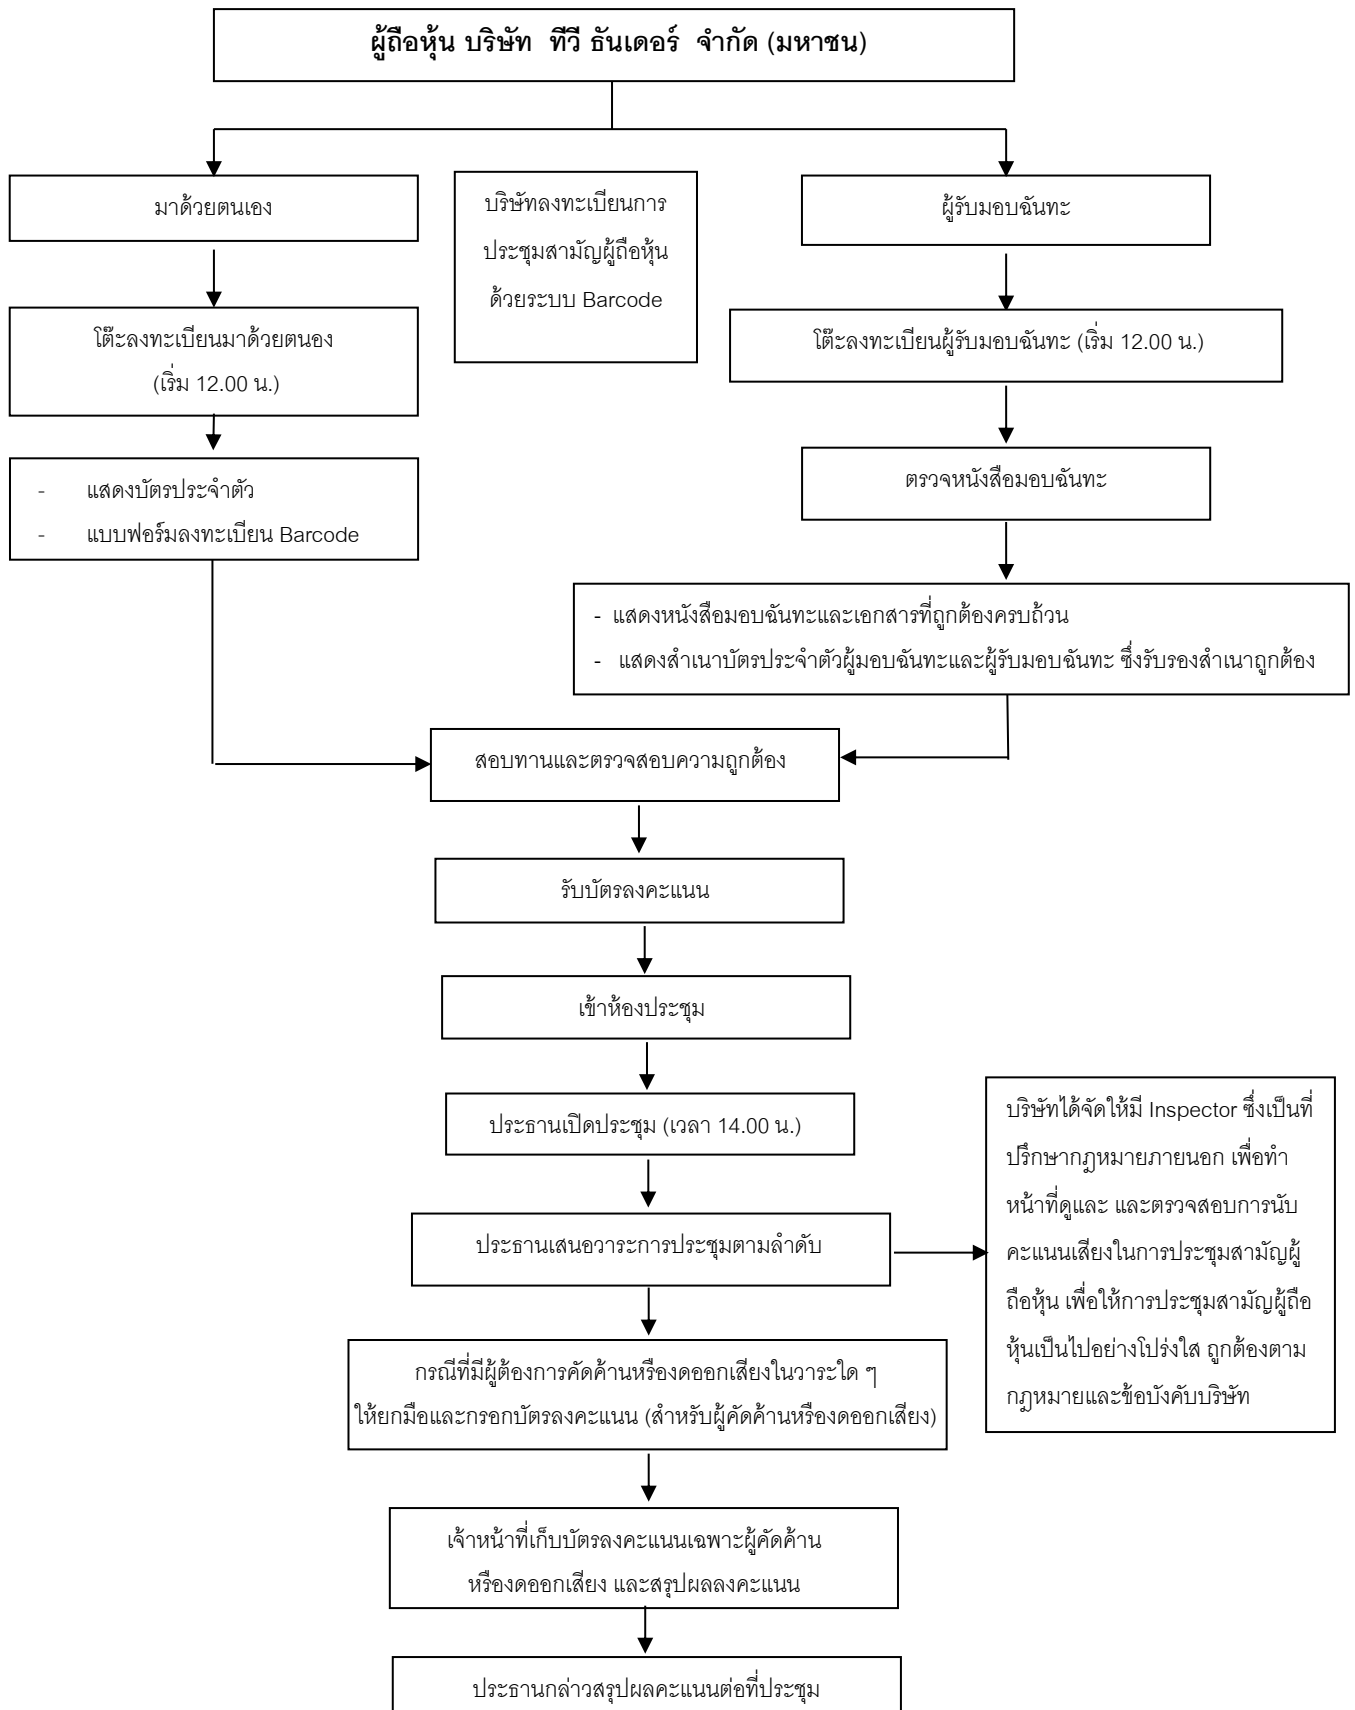 ผู้ถือหุ้น บริษัท ทีวี ธันเดอร์ จำกัด (มหาชน)
มาด้วยตนเอง
บริษัทลงทะเบียนการ
ประชุมสามัญผู้ถือหุ้น
ด้วยระบบ Barcode
ผู้รับมอบฉันทะ
โต๊ะลงทะเบียนมาด้วยตนอง
(เริ่ม 12.00 น.)
โต๊ะลงทะเบียนผู้รับมอบฉันทะ (เริ่ม 12.00 น.)
- แสดงบัตรประจำตัว
- แบบฟอร์มลงทะเบียน Barcode
ตรวจหนังสือมอบฉันทะ
- แสดงหนังสือมอบฉันทะและเอกสารที่ถูกต้องครบถ้วน
- แสดงสำเนาบัตรประจำตัวผู้มอบฉันทะและผู้รับมอบฉันทะ ซึ่งรับรองสำเนาถูกต้อง
สอบทานและตรวจสอบความถูกต้อง
รับบัตรลงคะแนน
เข้าห้องประชุม
ประธานเปิดประชุม (เวลา 14.00 น.)
ประธานเสนอวาระการประชุมตามลำดับ
บริษัทได้จัดให้มี Inspector ซึ่งเป็นที่
ปรึกษากฎหมายภายนอก เพื่อทำ
หน้าที่ดูและ และตรวจสอบการนับ
คะแนนเสียงในการประชุมสามัญผู้
ถือหุ้น เพื่อให้การประชุมสามัญผู้ถือ
หุ้นเป็นไปอย่างโปร่งใส ถูกต้องตาม
กฎหมายและข้อบังคับบริษัท
กรณีที่มีผู้ต้องการคัดค้านหรืองดออกเสียงในวาระใด ๆ
ให้ยกมือและกรอกบัตรลงคะแนน (สำหรับผู้คัดค้านหรืองดออกเสียง)
เจ้าหน้าที่เก็บบัตรลงคะแนนเฉพาะผู้คัดค้าน
หรืองดออกเสียง และสรุปผลลงคะแนน
ประธานกล่าวสรุปผลคะแนนต่อที่ประชุม